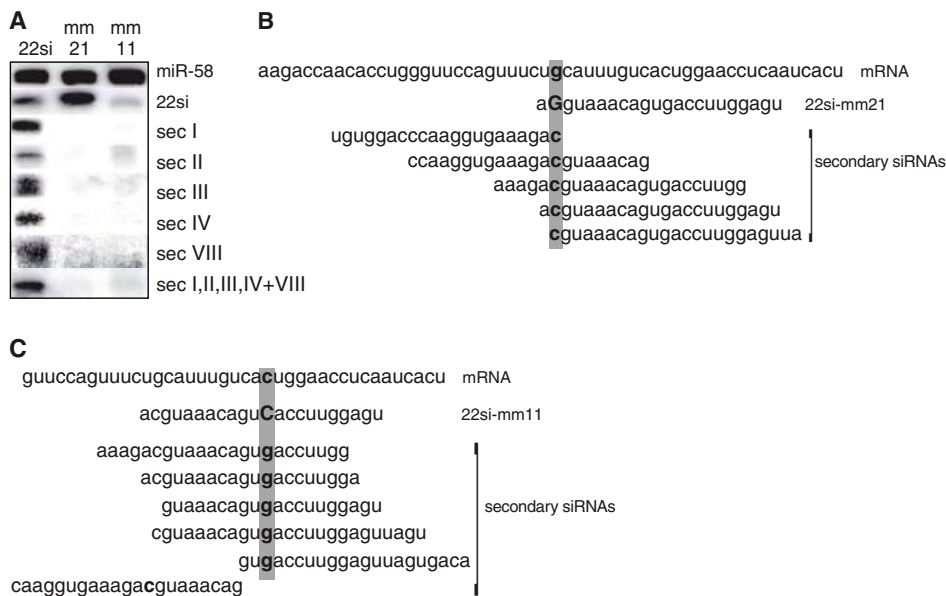 A
B
mm mm
22si 21 11
miR-58
22si
sec I
sec II
sec III
sec IV
sec VIII
sec I,II,III,IV+VIII
aagaccaacaccuggguuccaguuucugcauuugucacuggaaccucaaucacu mRNA
aGguaaacagugaccuuggagu 22si-mm21
uguggacccaaggugaaagac
ccaaggugaaagacguaaacag
secondary siRNAs
aaagacguaaacagugaccuugg
acguaaacagugaccuuggagu
cguaaacagugaccuuggaguua
C
guuccaguuucugcauuugucacuggaaccucaaucacu mRNA
acguaaacaguCaccuuggagu 22si-mm11
aaagacguaaacagugaccuugg
acguaaacagugaccuugga
guaaacagugaccuuggagu
secondary siRNAs
cguaaacagugaccuuggaguuagu
gugaccuuggaguuagugaca
caaggugaaagacguaaacag